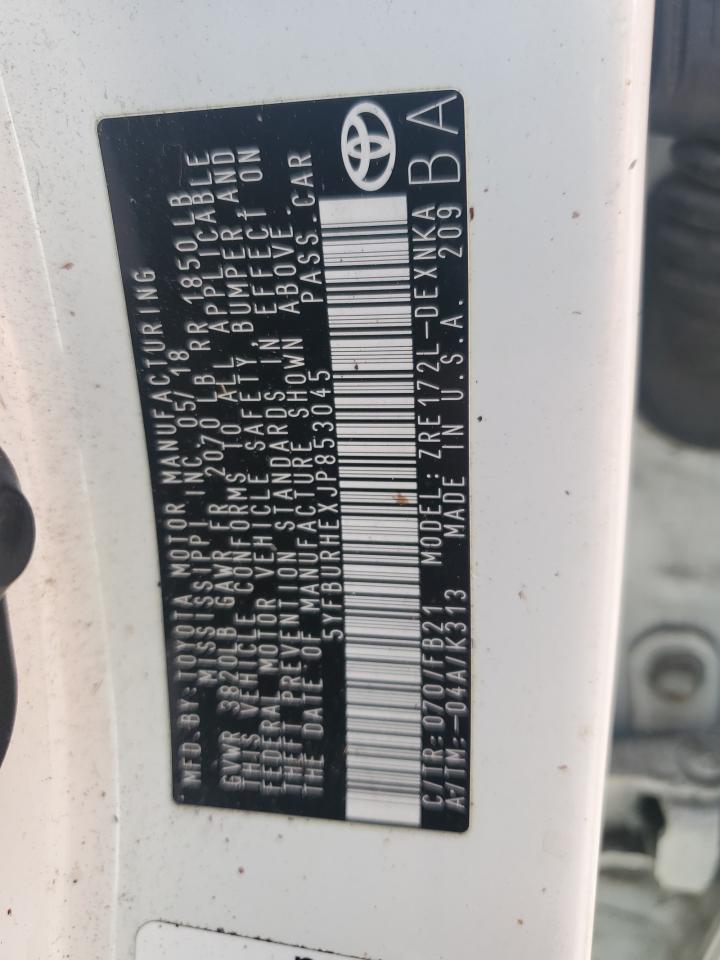 MFD.BY:TOYOTA MOTOR MANUFACTURING
MISSISSIPPI INC.05/18
GVWR 3820LB GAWR FR 2070 LB RR 1850LB
THIS VEHICLE CONFORMS TO ALL APPLICABLE
FEDERAL MOTOR VEHICLE SAFETY,BUMPER,AND
THEFT PREVENTION STANDARDS IN EFFECT ON
THE DATE OF MANUFACTURE SHOWN ABOVE.
5YFBURHEXJP853045 PASS.CAR
C/TR:070/FB21 MODEL:ZRE172L-DEXNKA
A/TM:-04A/K313 MADE IN U.S.A. 209
BA